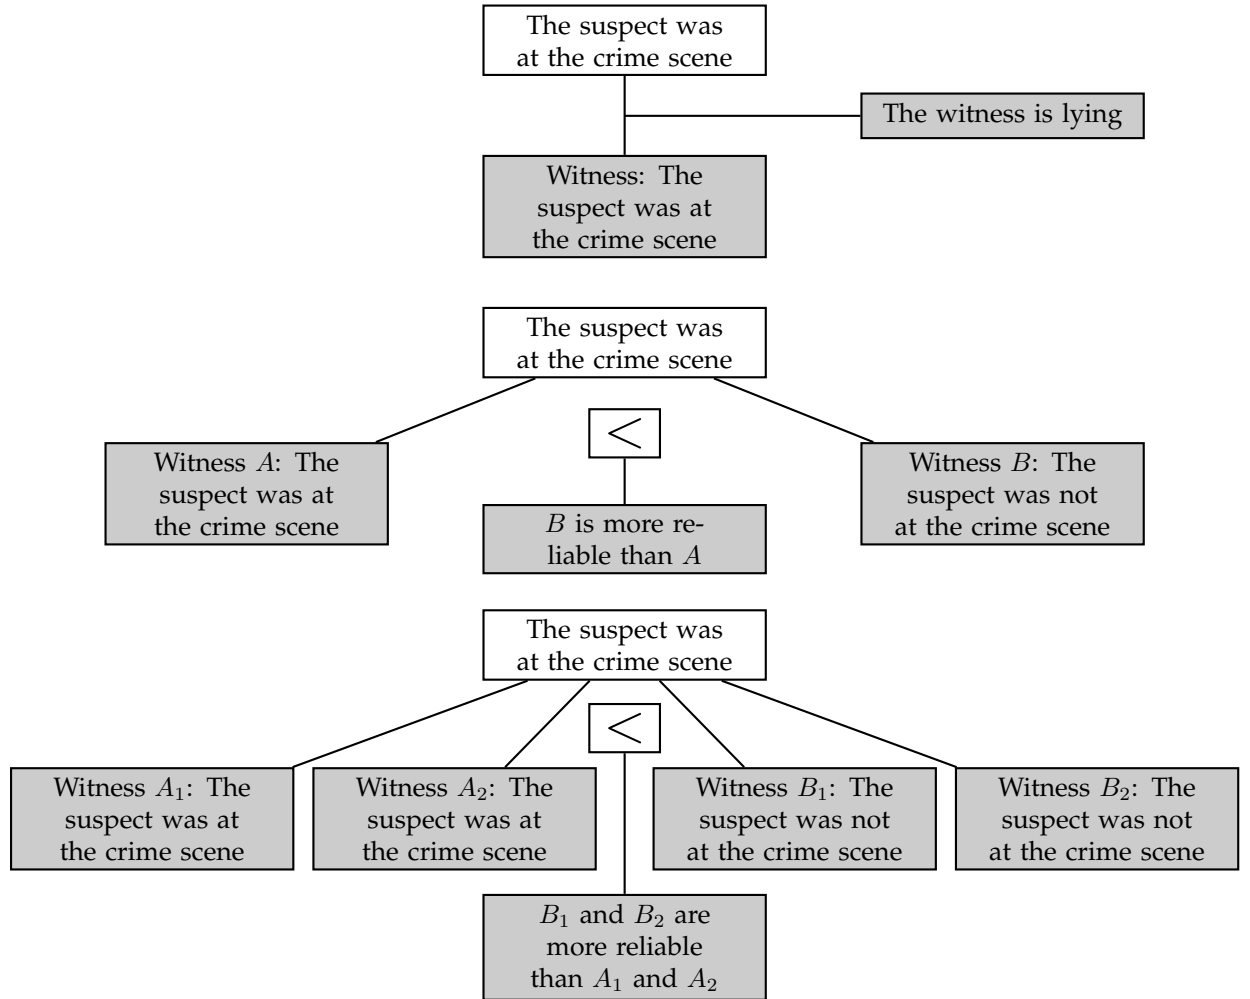 The suspect was
at the crime scene
The witness is lying
Witness: The
suspect was at
the crime scene
The suspect was
at the crime scene
<
Witness A: The
suspect was at
the crime scene
Witness B: The
suspect was not
at the crime scene
B is more re-
liable than A
The suspect was
at the crime scene
<
Witness A₁: The
suspect was at
the crime scene
Witness A₂: The
suspect was at
the crime scene
Witness B₁: The
suspect was not
at the crime scene
Witness B₂: The
suspect was not
at the crime scene
B₁ and B₂ are
more reliable
than A₁ and A₂